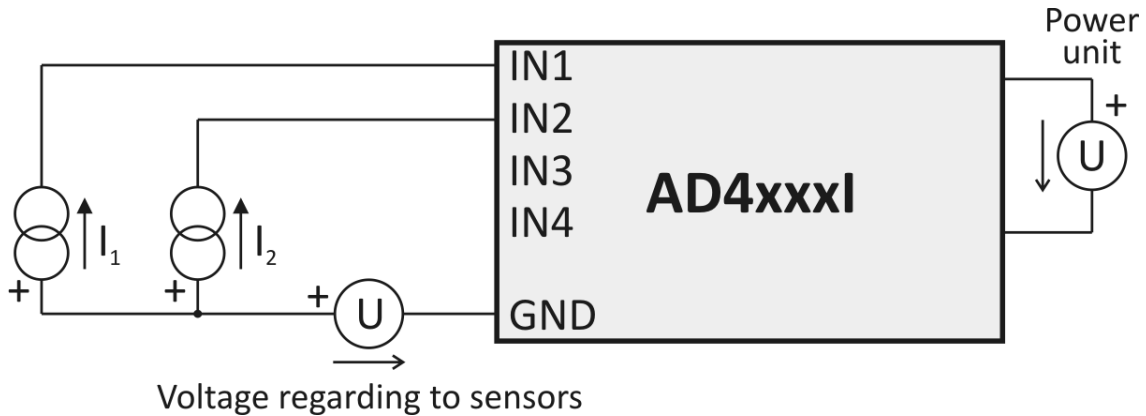 Power
unit
IN1
+
IN2
U
IN3
AD4xxxI
IN4
I1
I2
+
+
+
U
GND
Voltage regarding to sensors